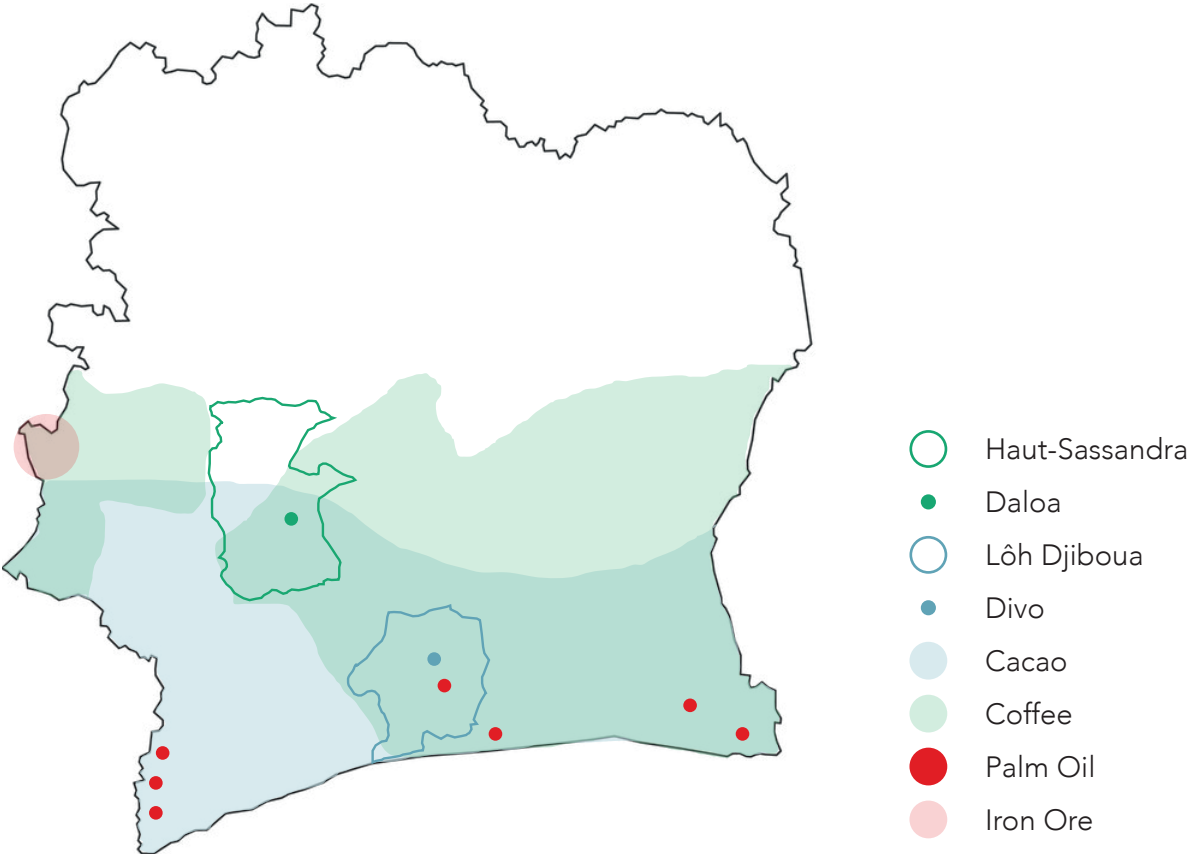 Haut-Sassandra
Daloa
Lôh Djiboua
Divo
Cacao
Coffee
Palm Oil
Iron Ore